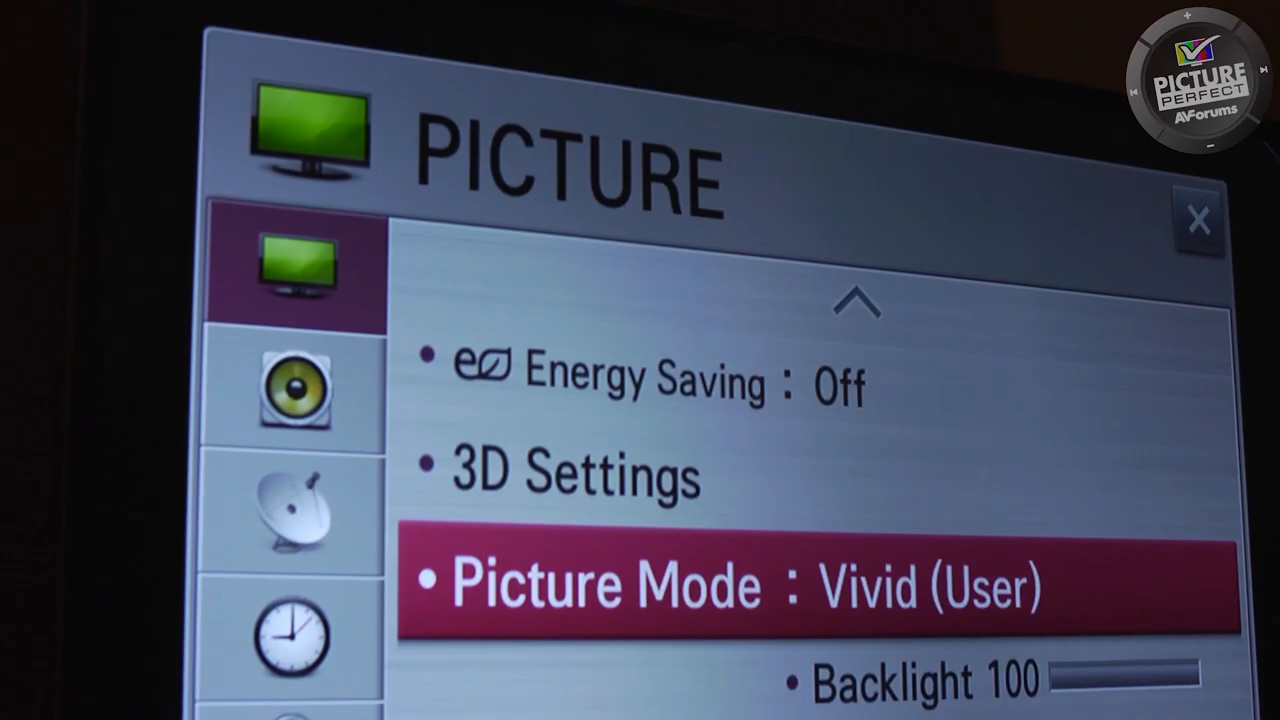 PICTURE
PERFECT
AVForums
PICTURE
X
e Energy Saving : Off
• 3D Settings
• Picture Mode : Vivid (User)
• Backlight 100